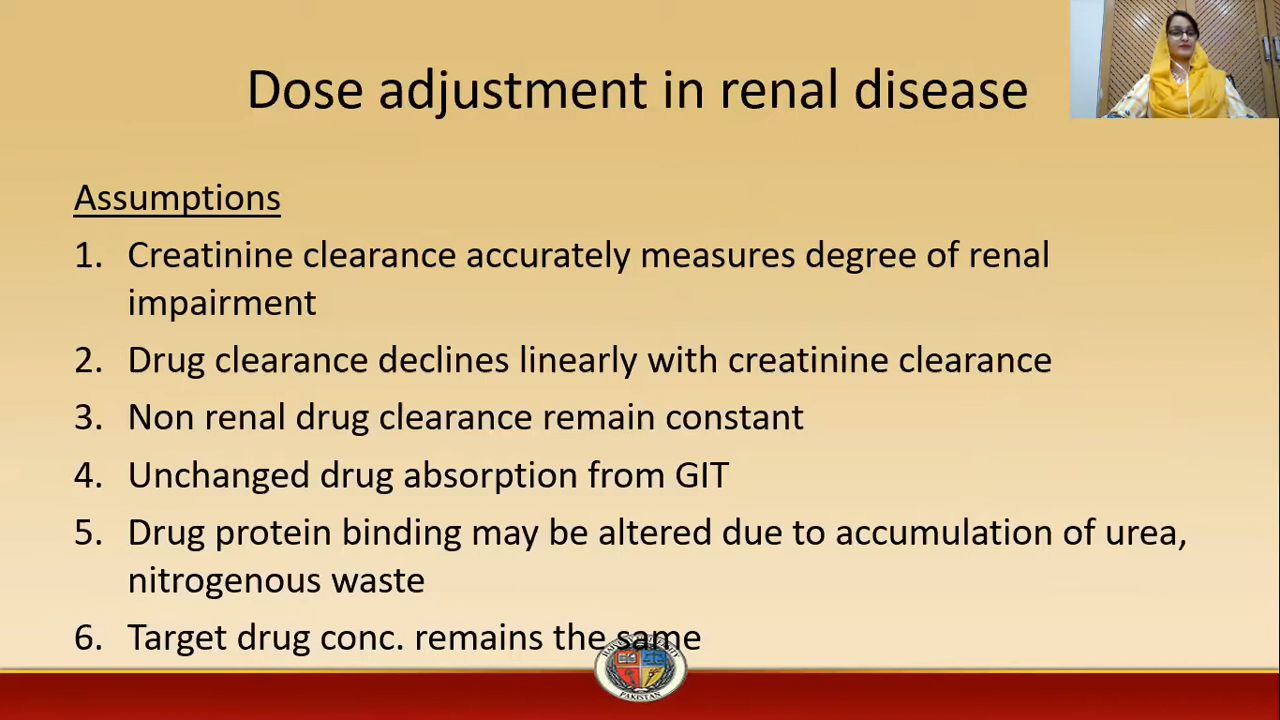 Dose adjustment in renal disease
Assumptions
1. Creatinine clearance accurately measures degree of renal
impairment
2. Drug clearance declines linearly with creatinine clearance
3. Non renal drug clearance remain constant
4. Unchanged drug absorption from GIT
5. Drug protein binding may be altered due to accumulation of urea,
nitrogenous waste
6. Target drug conc. remains the same
PAKISTAN